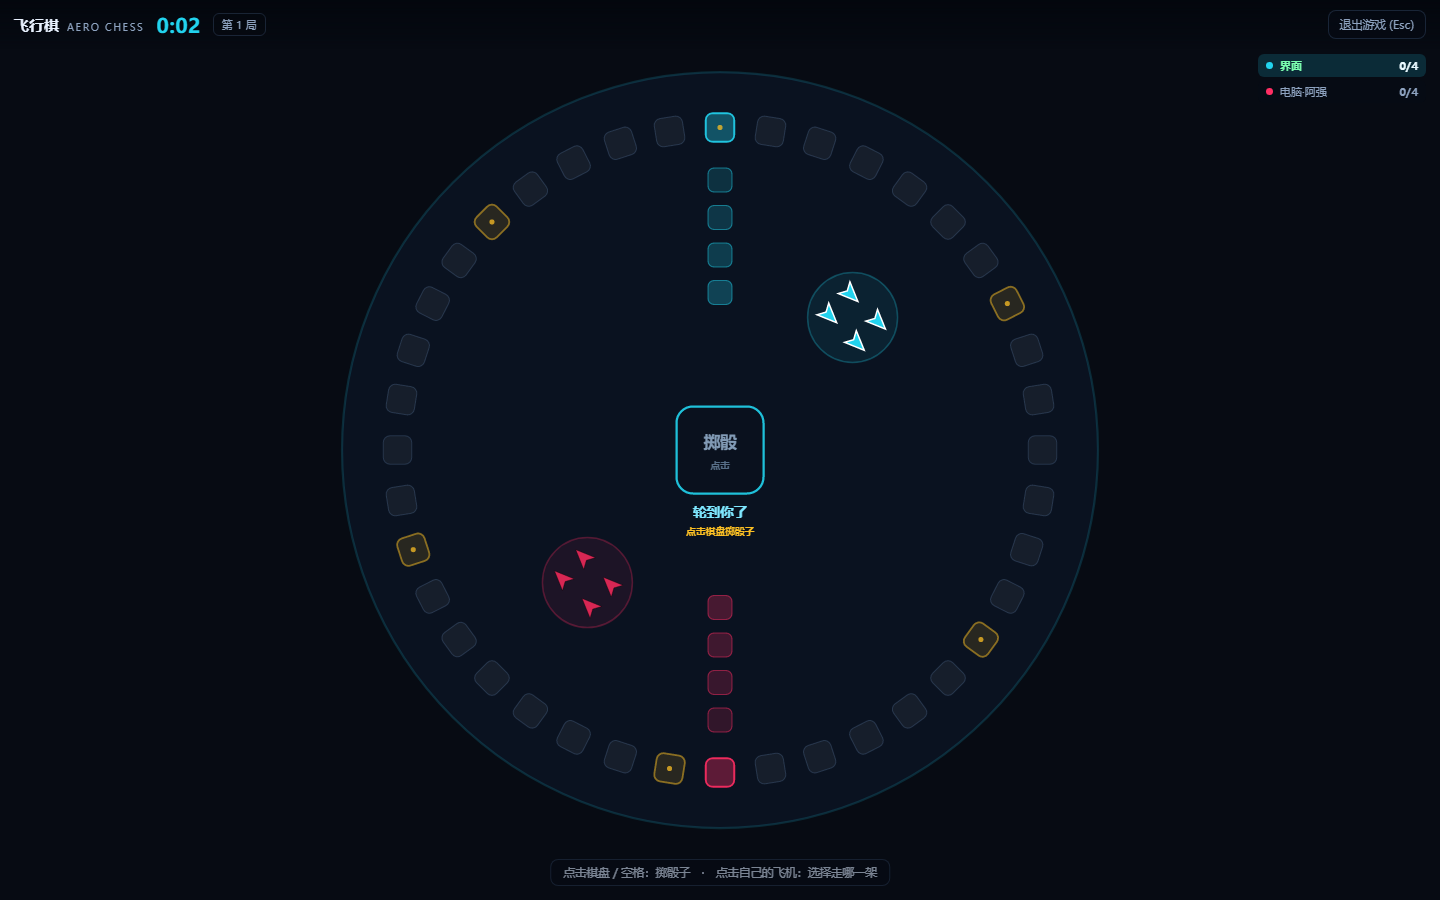 飞行棋 AERO CHESS 0:02 第 1 局
退出游戏 (Esc)
界面 0/4
电脑·阿强 0/4
掷骰
点击
轮到你了
点击棋盘掷骰子
点击棋盘 / 空格：掷骰子 · 点击自己的飞机：选择走哪一架